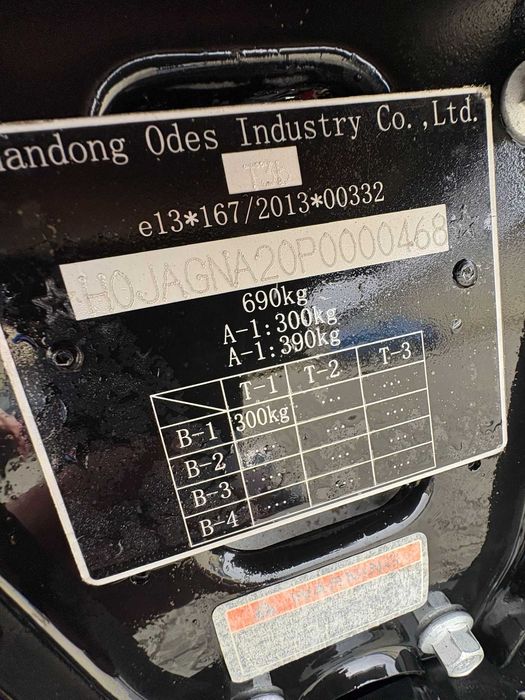 handong Odes Industry Co.,Ltd.
T3b
e13*167/2013*00332
H0JAGNA20P0000468
690kg
A-1:300kg
A-1:390kg
T-1 T-2 T-3
B-1 300kg ... ...
B-2 ... ... ...
B-3 ... ... ...
B-4 ... ... ...
WARNING